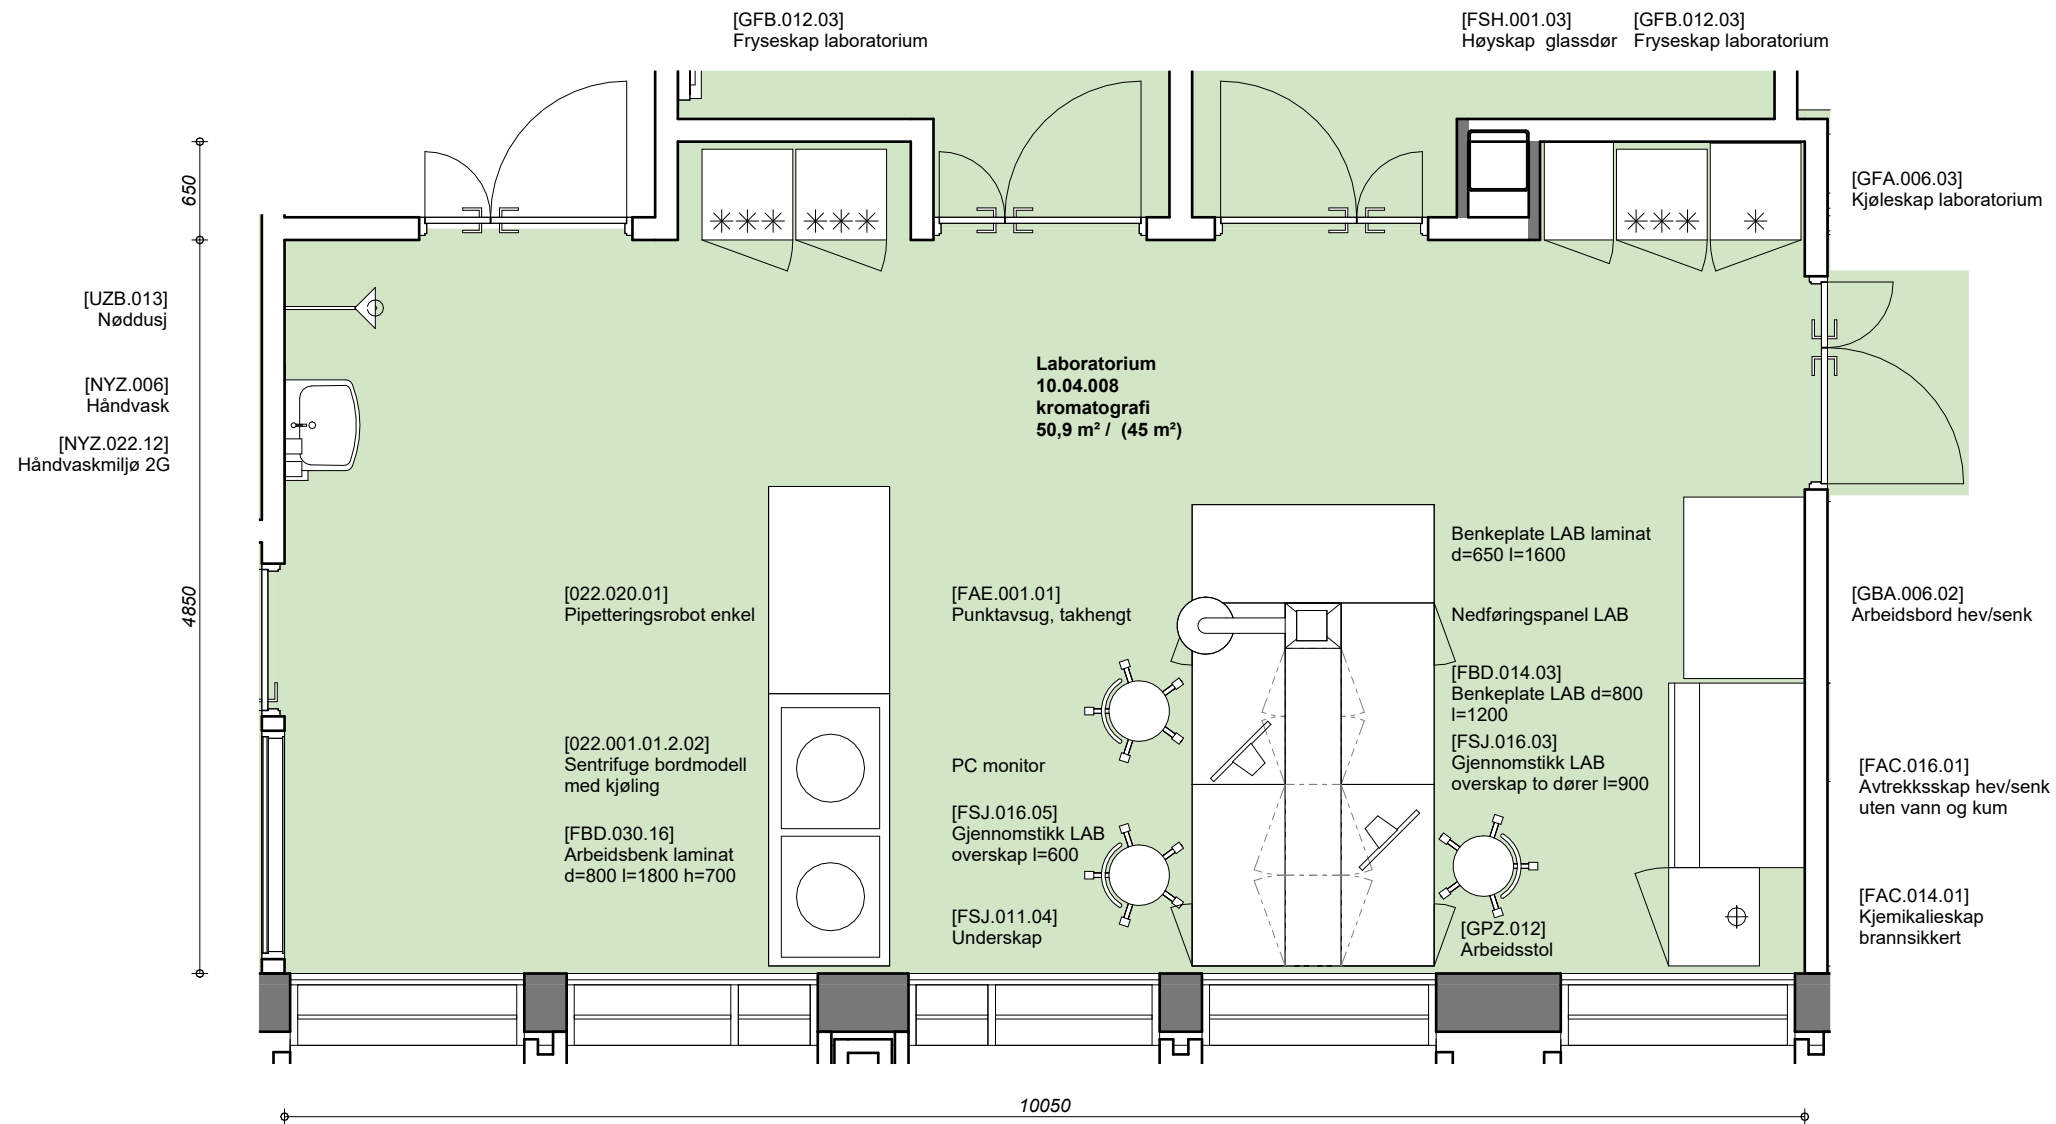 [GFB.012.03]
Fryseskap laboratorium
[FSH.001.03]
Høyskap glassdør
[GFB.012.03]
Fryseskap laboratorium
650
[GFA.006.03]
Kjøleskap laboratorium
[UZB.013]
Nøddusj
[NYZ.006]
Håndvask
[NYZ.022.12]
Håndvaskmiljø 2G
Laboratorium
10.04.008
kromatografi
50,9 m² / (45 m²)
4850
[022.020.01]
Pipetteringsrobot enkel
[FAE.001.01]
Punktavsug, takhengt
Benkeplate LAB laminat
d=650 l=1600
Nedføringspanel LAB
[GBA.006.02]
Arbeidsbord hev/senk
[FBD.014.03]
Benkeplate LAB d=800
l=1200
[022.001.01.2.02]
Sentrifuge bordmodell
med kjøling
PC monitor
[FSJ.016.03]
Gjennomstikk LAB
overskap to dører l=900
[FAC.016.01]
Avtrekksskap hev/senk
uten vann og kum
[FBD.030.16]
Arbeidsbenk laminat
d=800 l=1800 h=700
[FSJ.016.05]
Gjennomstikk LAB
overskap l=600
[FSJ.011.04]
Underskap
[GPZ.012]
Arbeidsstol
[FAC.014.01]
Kjemikalieskap
brannsikkert
10050